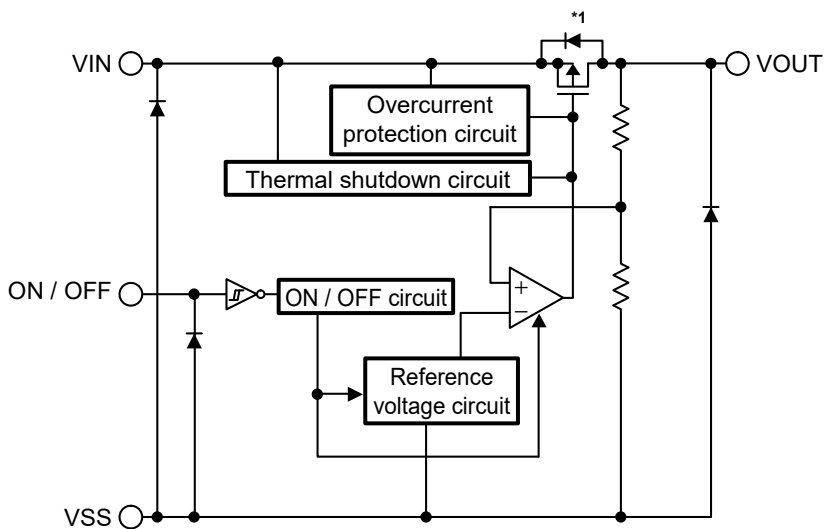 *1
VIN
VOUT
Overcurrent
protection circuit
Thermal shutdown circuit
ON / OFF
ON / OFF circuit
+
−
Reference
voltage circuit
VSS